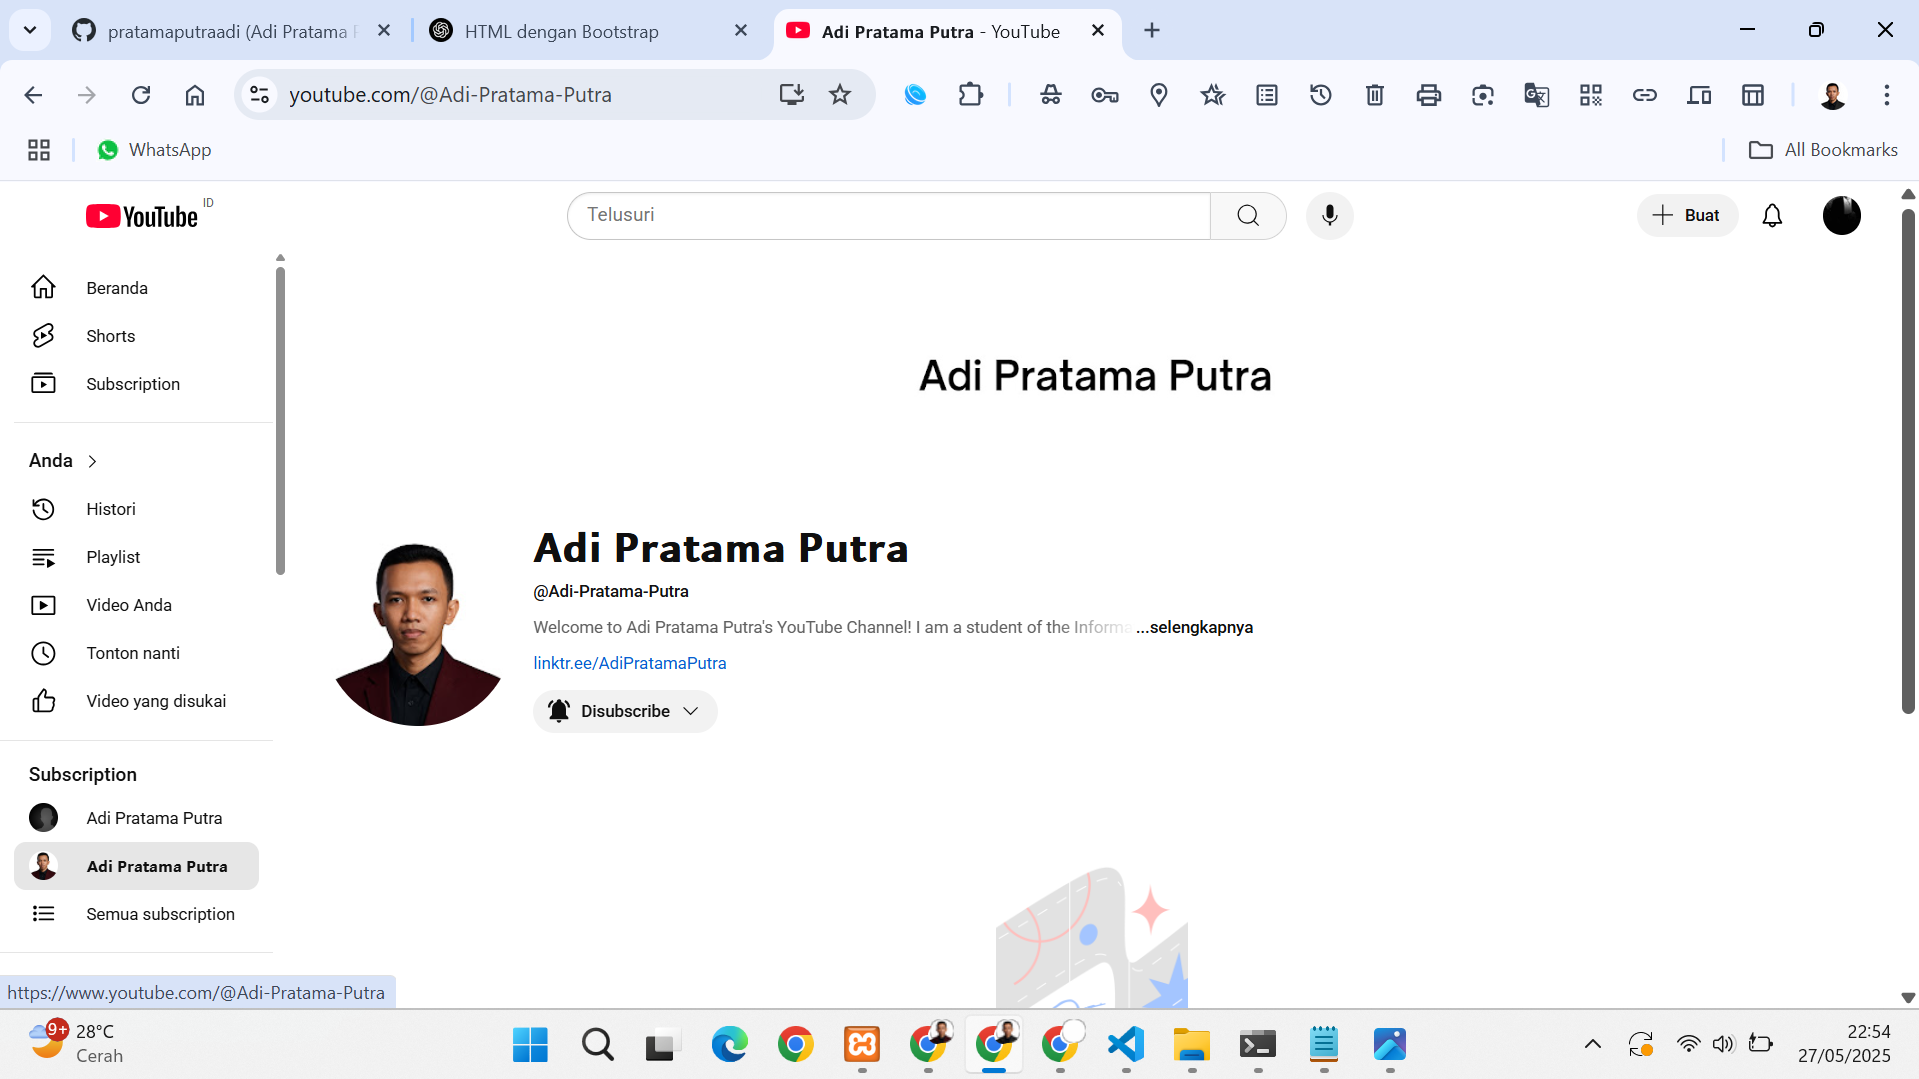 pratamaputraadi (Adi Pratama
HTML dengan Bootstrap
Adi Pratama Putra - YouTube
youtube.com/@Adi-Pratama-Putra
WhatsApp
All Bookmarks
YouTube ID
Telusuri
Buat
Beranda
Shorts
Subscription
Anda
Histori
Playlist
Video Anda
Tonton nanti
Video yang disukai
Subscription
Adi Pratama Putra
Adi Pratama Putra
Semua subscription
Adi Pratama Putra
Adi Pratama Putra
@Adi-Pratama-Putra
Welcome to Adi Pratama Putra's YouTube Channel! I am a student of the Informa ...selengkapnya
linktr.ee/AdiPratamaPutra
Disubscribe
https://www.youtube.com/@Adi-Pratama-Putra
9+
28°C
Cerah
22:54
27/05/2025